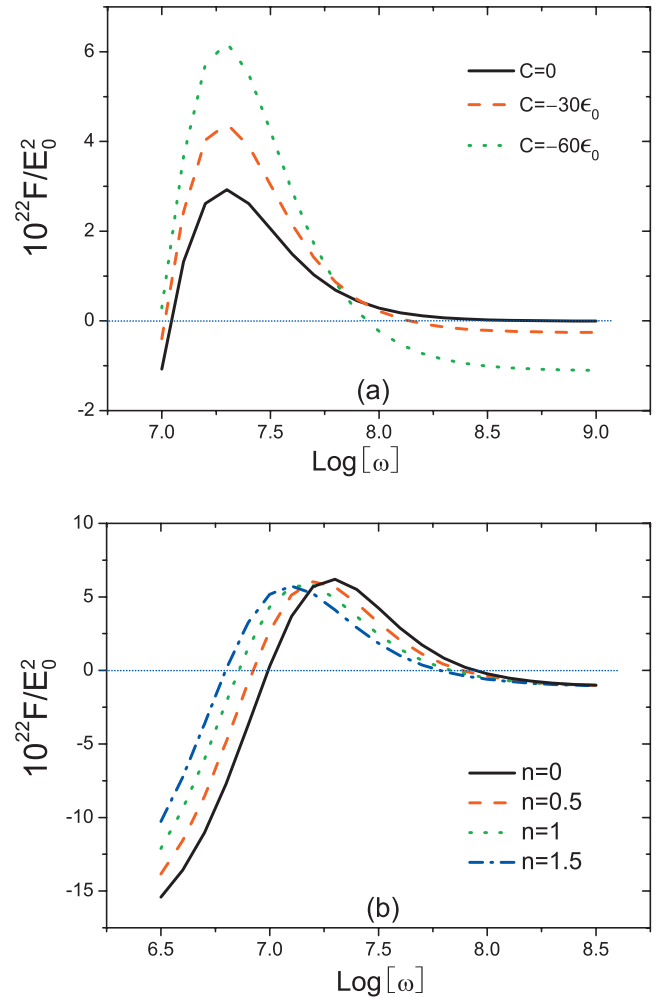 6
4
2
0
-2
10^{22}F/E_0^2
C=0
C=−30ϵ_0
C=−60ϵ_0
(a)
7.0 7.5 8.0 8.5 9.0
Log[ω]
10
5
0
-5
-10
-15
10^{22}F/E_0^2
n=0
n=0.5
n=1
n=1.5
(b)
6.5 7.0 7.5 8.0 8.5
Log[ω]